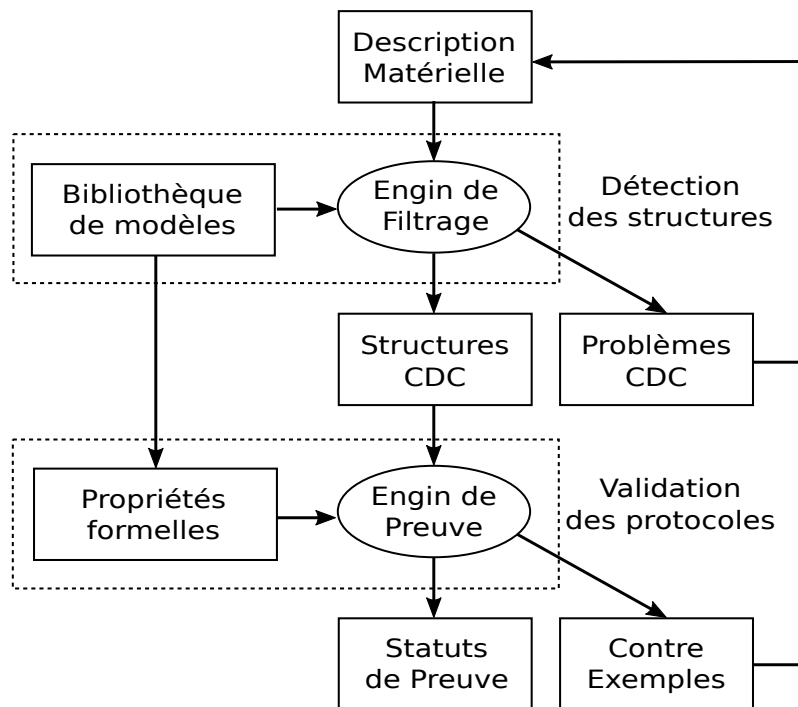 Description
Matérielle
Bibliothèque
de modèles
Engin de
Filtrage
Détection
des structures
Structures
CDC
Problèmes
CDC
Propriétés
formelles
Engin de
Preuve
Validation
des protocoles
Statuts
de Preuve
Contre
Exemples